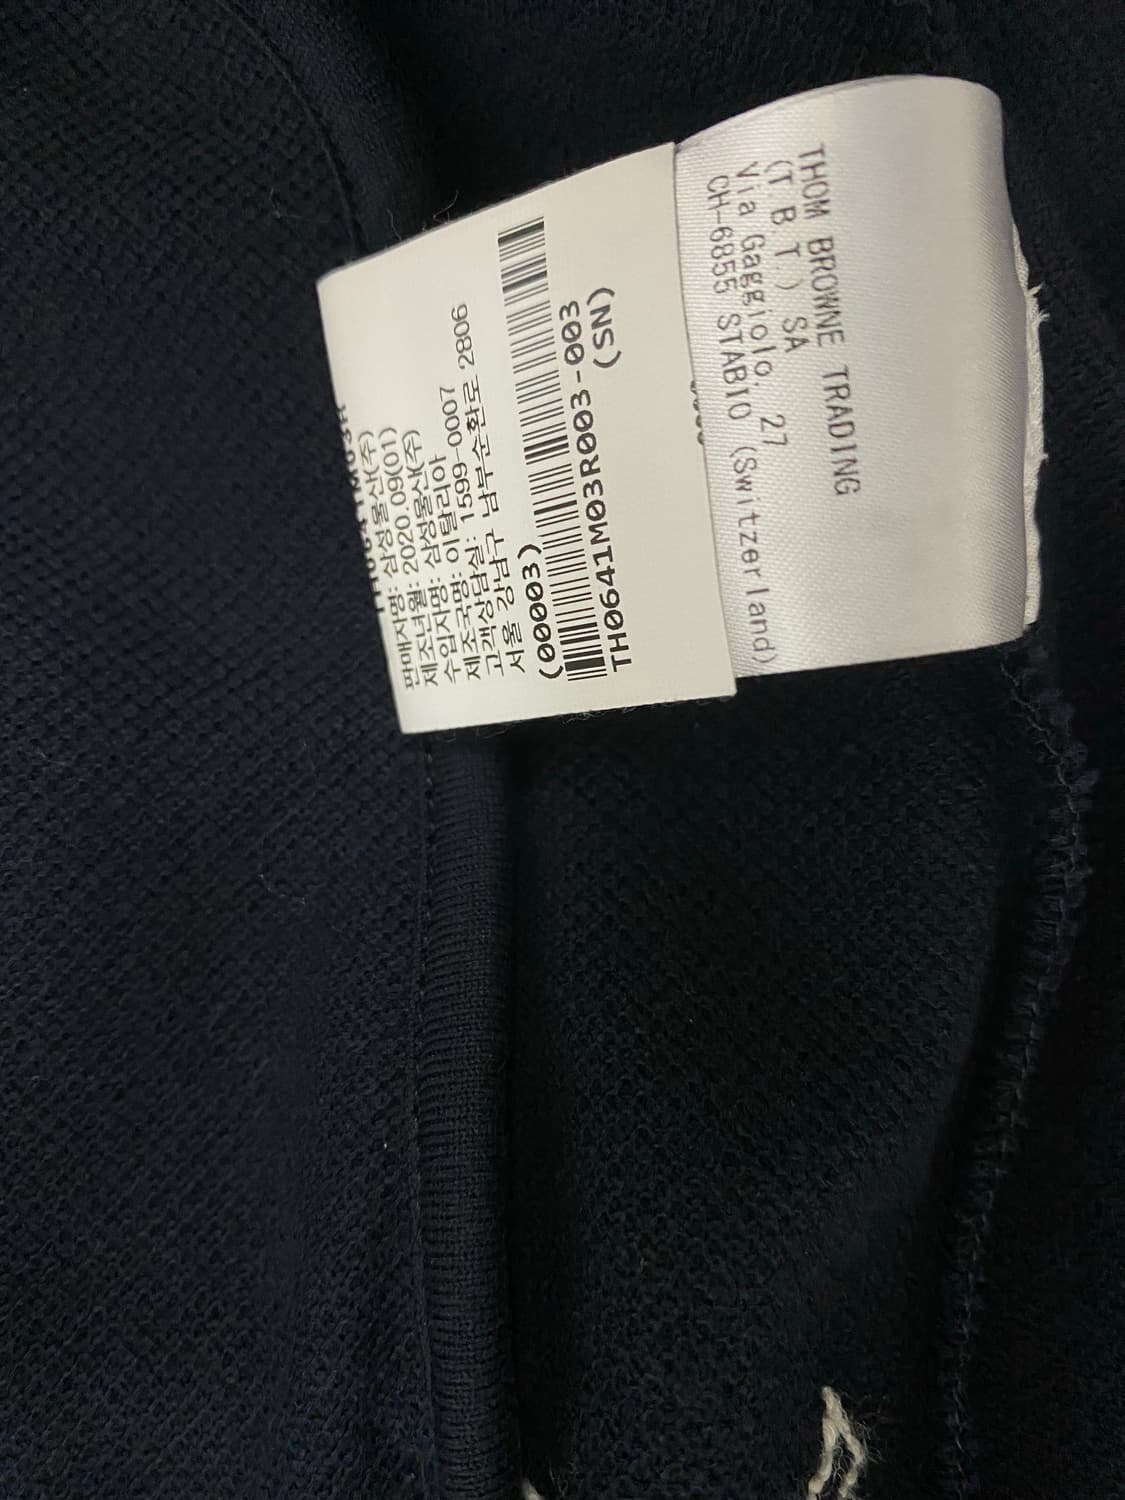 판매자명: 삼성물산(주)
제조년월: 2020.09(01)
수입자명: 삼성물산(주)
제조국명: 이탈리아
고객상담실: 1599-0007
서울 강남구 남부순환로 2806
(00003)
TH0641M03R003-003
(SN)
THOM BROWNE TRADING
(T B T ) SA
Via Gaggiolo, 27
CH-6855 STABIO (Switzerland)